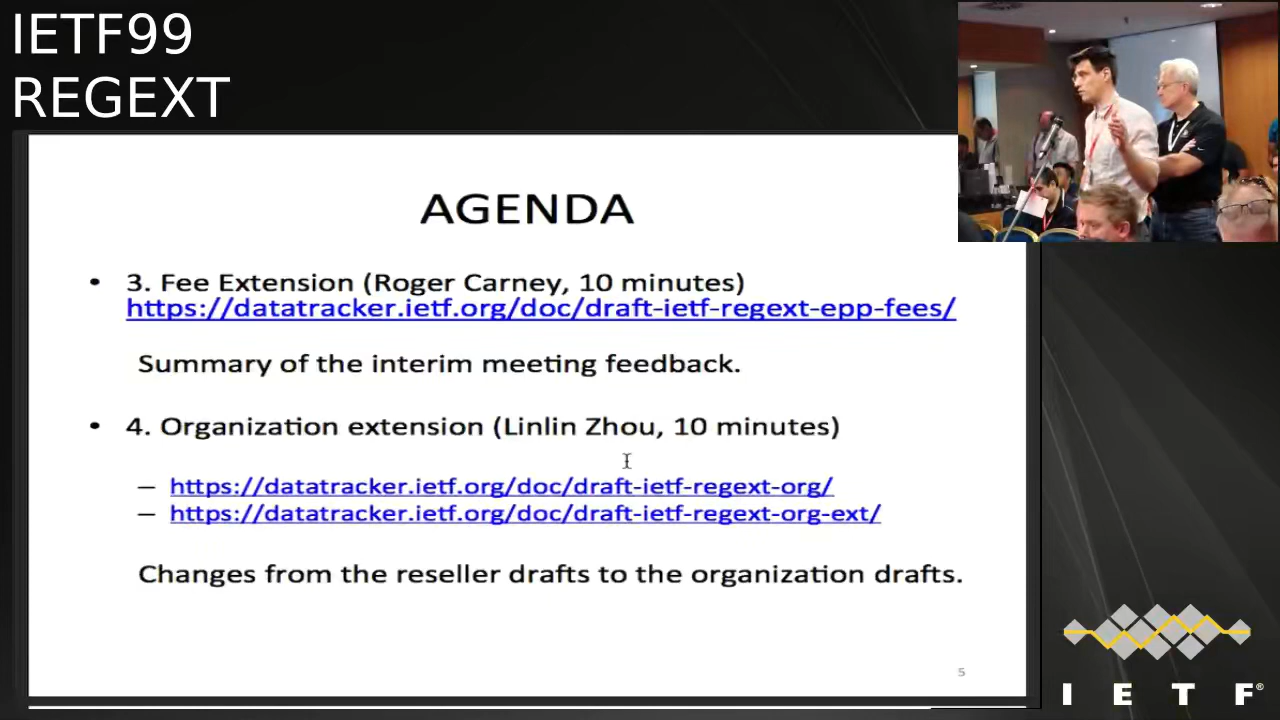 IETF99
REGEXT
AGENDA
• 3. Fee Extension (Roger Carney, 10 minutes)
https://datatracker.ietf.org/doc/draft-ietf-regext-epp-fees/
Summary of the interim meeting feedback.
• 4. Organization extension (Linlin Zhou, 10 minutes)
– https://datatracker.ietf.org/doc/draft-ietf-regext-org/
– https://datatracker.ietf.org/doc/draft-ietf-regext-org-ext/
Changes from the reseller drafts to the organization drafts.
5
I E T F®